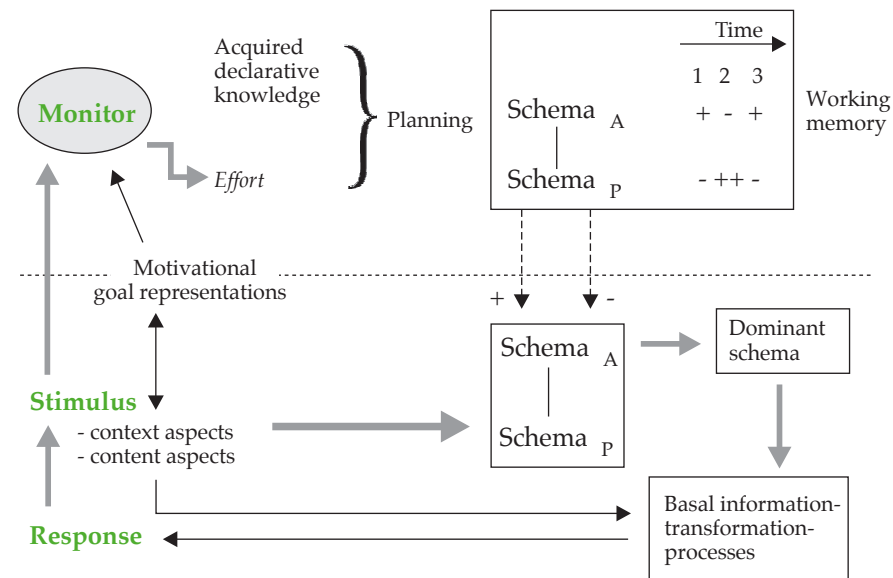 Acquired
declarative
knowledge
Monitor
Effort
Planning
Time
1 2 3
Schema A
+ - +
Schema P
- ++ -
Working
memory
Motivational
goal representations
+ -
Schema A
Schema P
Dominant
schema
Stimulus
- context aspects
- content aspects
Response
Basal information-
transformation-
processes